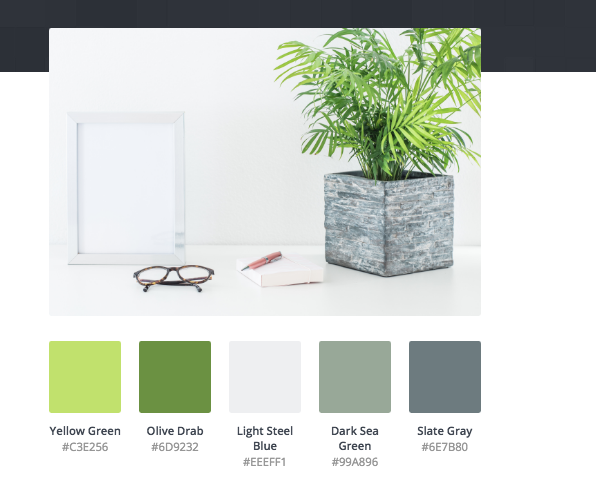 Yellow Green
#C3E256
Olive Drab
#6D9232
Light Steel
Blue
#EEEFF1
Dark Sea
Green
#99A896
Slate Gray
#6E7B80